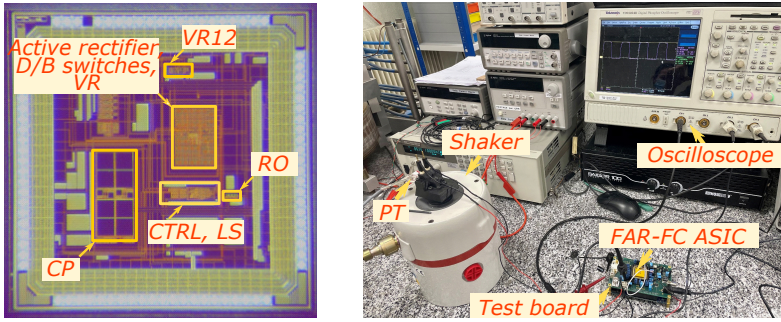 Active rectifier,
D/B switches,
VR
VR12
RO
CTRL, LS
CP
Shaker
Oscilloscope
PT
FAR-FC ASIC
Test board